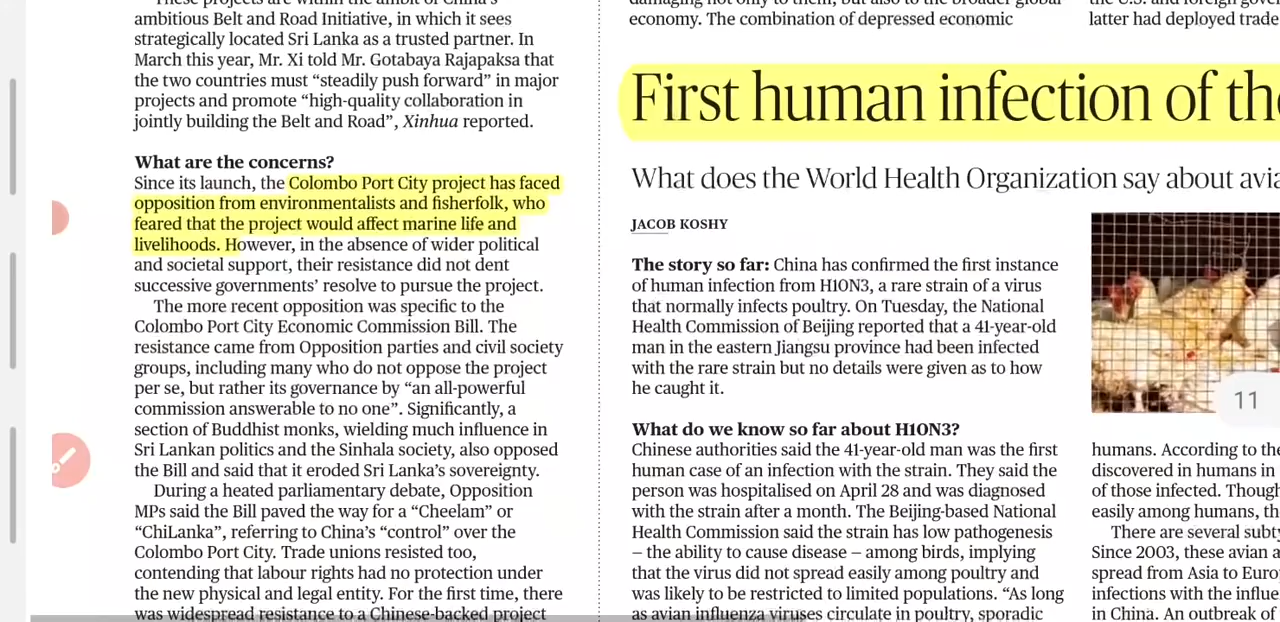 These projects are within the ambit of China's
ambitious Belt and Road Initiative, in which it sees
strategically located Sri Lanka as a trusted partner. In
March this year, Mr. Xi told Mr. Gotabaya Rajapaksa that
the two countries must “steadily push forward” in major
projects and promote “high-quality collaboration in
jointly building the Belt and Road”, Xinhua reported.
What are the concerns?
Since its launch, the Colombo Port City project has faced
opposition from environmentalists and fisherfolk, who
feared that the project would affect marine life and
livelihoods. However, in the absence of wider political
and societal support, their resistance did not dent
successive governments’ resolve to pursue the project.
The more recent opposition was specific to the
Colombo Port City Economic Commission Bill. The
resistance came from Opposition parties and civil society
groups, including many who do not oppose the project
per se, but rather its governance by “an all-powerful
commission answerable to no one”. Significantly, a
section of Buddhist monks, wielding much influence in
Sri Lankan politics and the Sinhala society, also opposed
the Bill and said that it eroded Sri Lanka’s sovereignty.
During a heated parliamentary debate, Opposition
MPs said the Bill paved the way for a “Cheelam” or
“ChiLanka”, referring to China’s “control” over the
Colombo Port City. Trade unions resisted too,
contending that labour rights had no protection under
the new physical and legal entity. For the first time, there
was widespread resistance to a Chinese-backed project
damaging not only to them, but also to the broader global
economy. The combination of depressed economic
latter had deployed trade
First human infection of the
What does the World Health Organization say about avia
JACOB KOSHY
The story so far: China has confirmed the first instance
of human infection from H10N3, a rare strain of a virus
that normally infects poultry. On Tuesday, the National
Health Commission of Beijing reported that a 41-year-old
man in the eastern Jiangsu province had been infected
with the rare strain but no details were given as to how
he caught it.
What do we know so far about H10N3?
Chinese authorities said the 41-year-old man was the first
human case of an infection with the strain. They said the
person was hospitalised on April 28 and was diagnosed
with the strain after a month. The Beijing-based National
Health Commission said the strain has low pathogenesis
– the ability to cause disease – among birds, implying
that the virus did not spread easily among poultry and
was likely to be restricted to limited populations. “As long
as avian influenza viruses circulate in poultry, sporadic
11
humans. According to the
discovered in humans in
of those infected. Though
easily among humans, th
There are several subty
Since 2003, these avian a
spread from Asia to Euro
infections with the influe
in China. An outbreak of